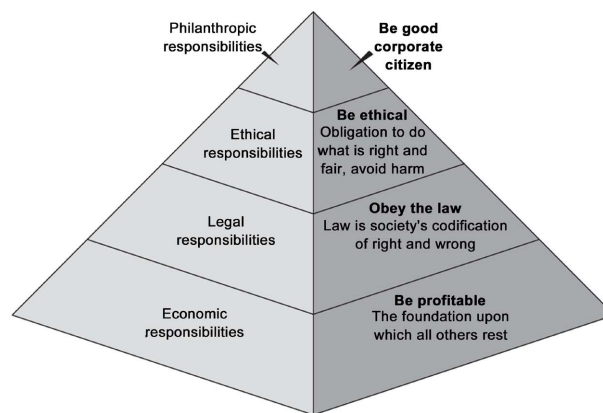 Philanthropic
responsibilities
Be good
corporate
citizen
Ethical
responsibilities
Be ethical
Obligation to do
what is right and
fair, avoid harm
Legal
responsibilities
Obey the law
Law is society's codification
of right and wrong
Economic
responsibilities
Be profitable
The foundation upon
which all others rest